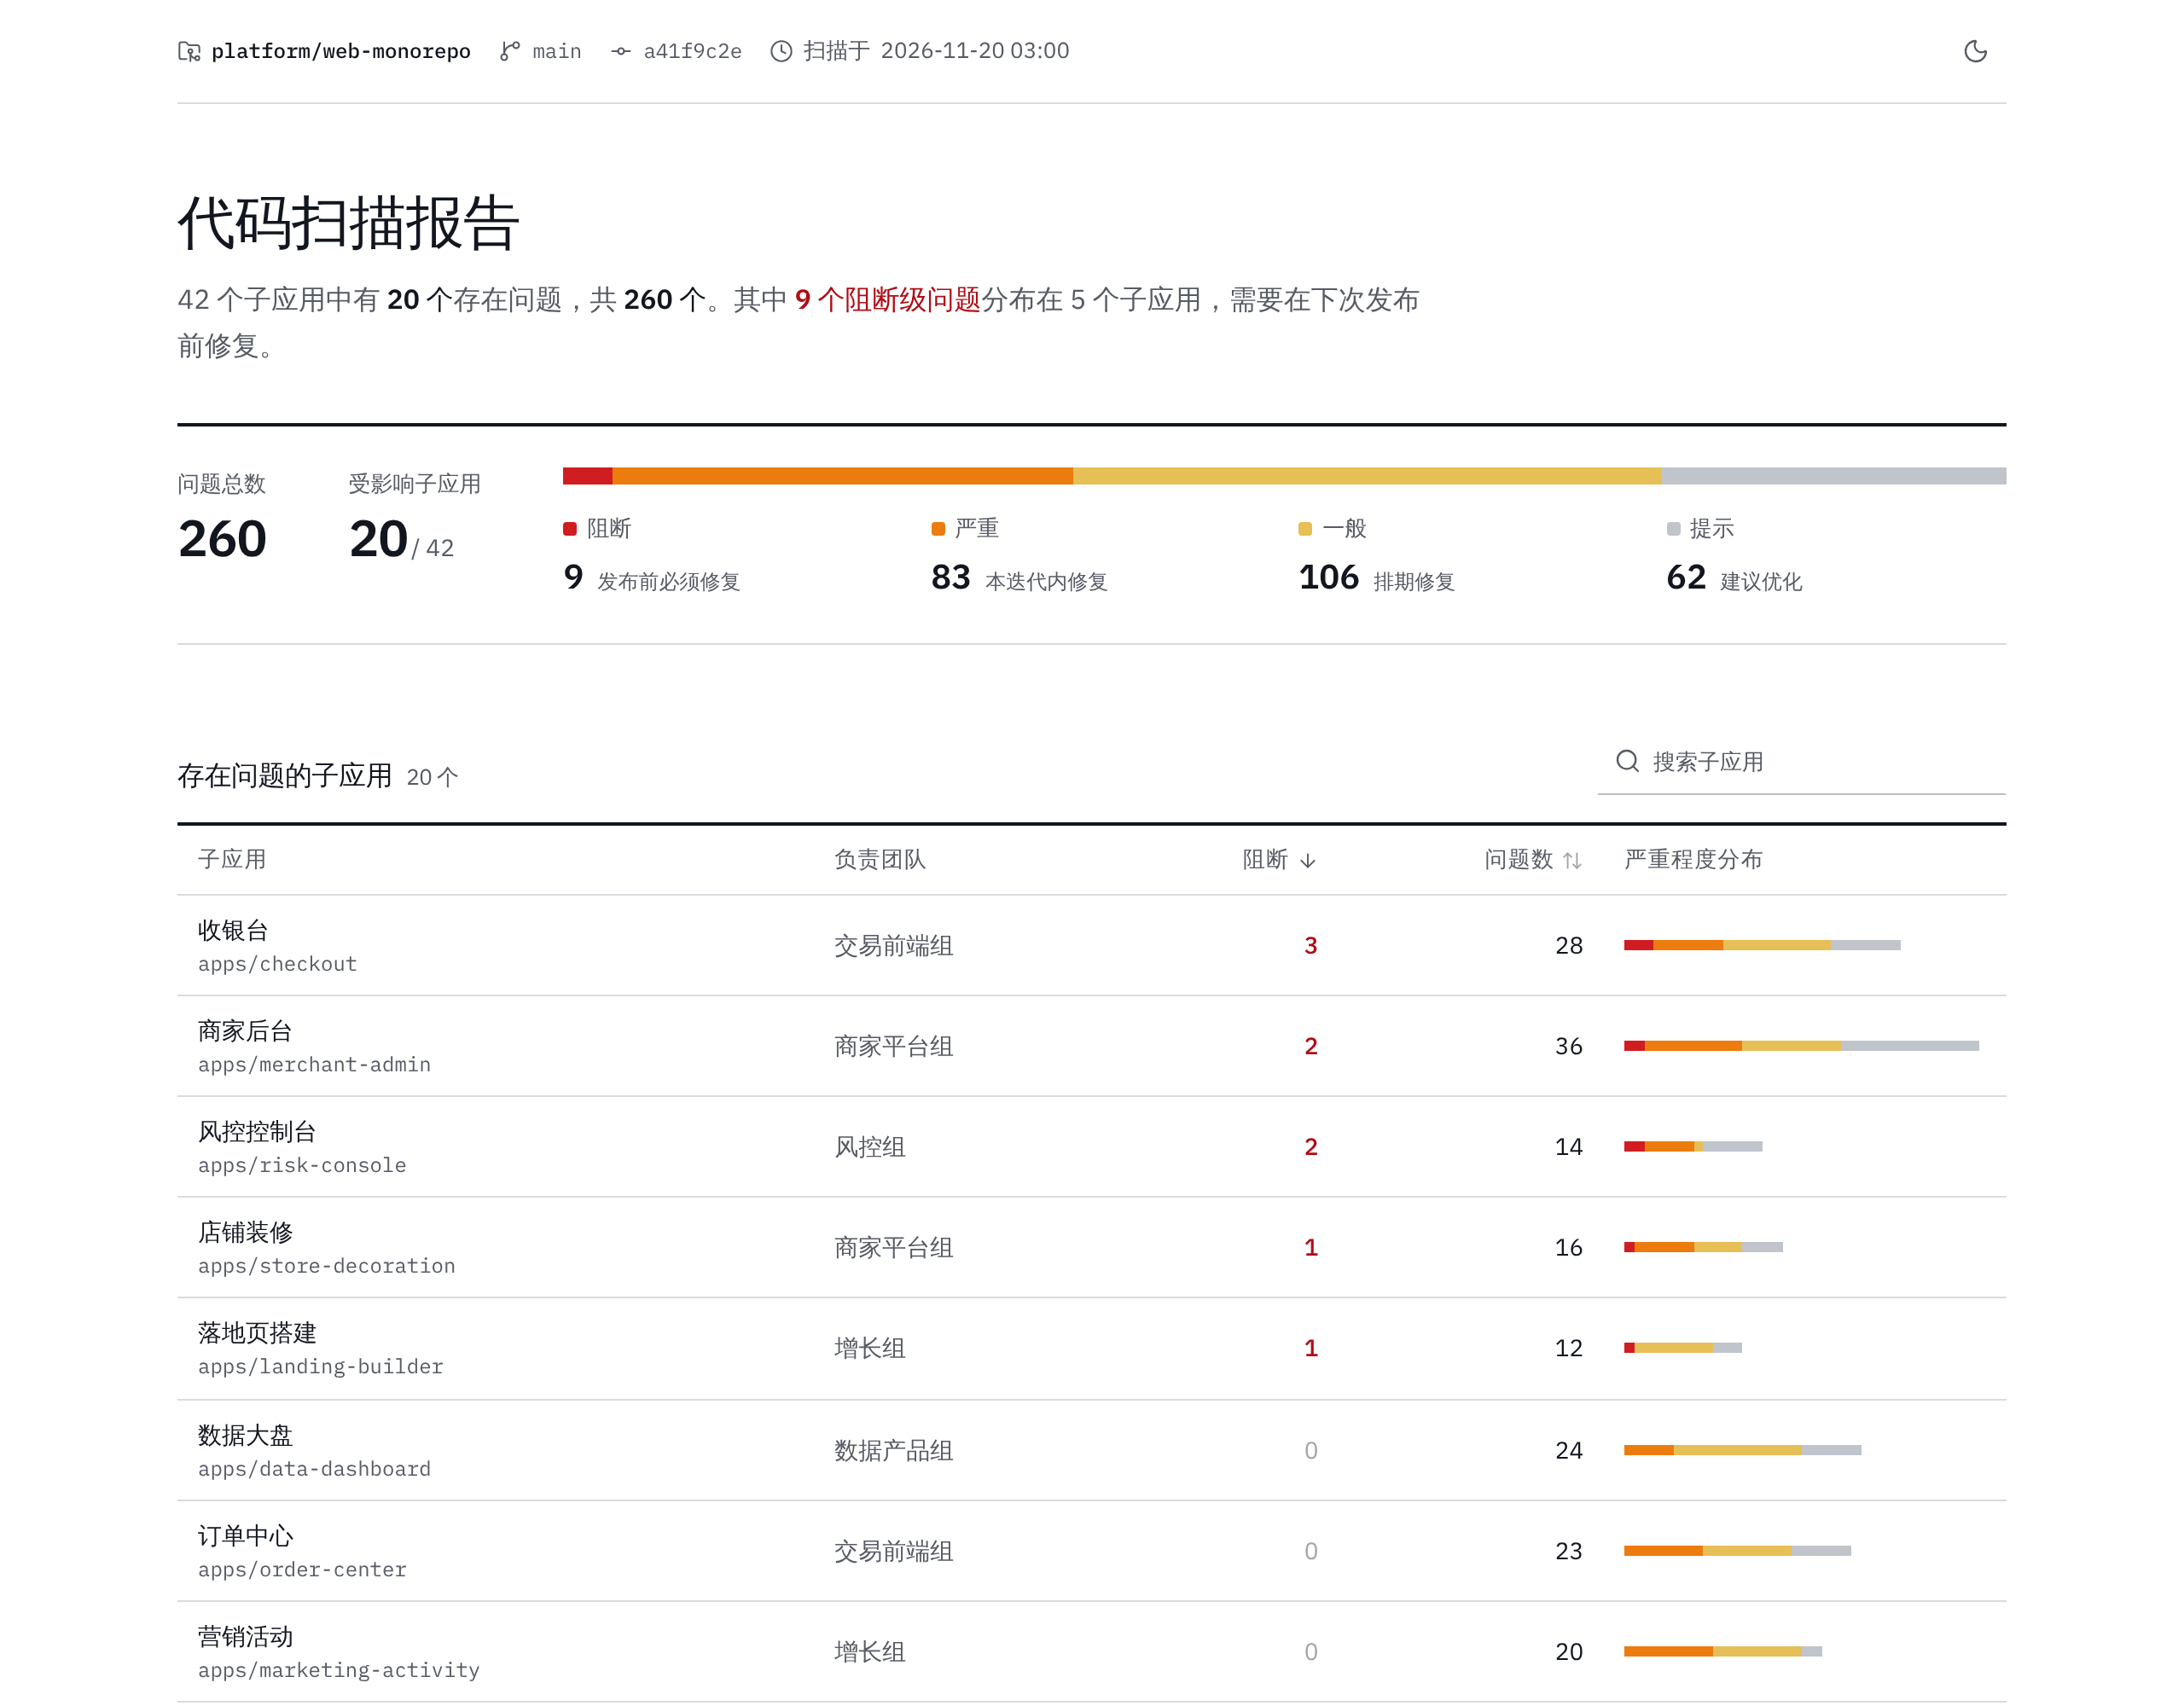 platform/web-monorepo main a41f9c2e 扫描于 2026-11-20 03:00
代码扫描报告
42 个子应用中有 20 个存在问题，共 260 个。其中 9 个阻断级问题分布在 5 个子应用，需要在下次发布
前修复。
问题总数 受影响子应用
260 20 / 42
阻断 严重 一般 提示
9 发布前必须修复 83 本迭代内修复 106 排期修复 62 建议优化
存在问题的子应用 20 个 搜索子应用
子应用 负责团队 阻断 问题数 严重程度分布
收银台
apps/checkout
交易前端组 3 28
商家后台
apps/merchant-admin
商家平台组 2 36
风控控制台
apps/risk-console
风控组 2 14
店铺装修
apps/store-decoration
商家平台组 1 16
落地页搭建
apps/landing-builder
增长组 1 12
数据大盘
apps/data-dashboard
数据产品组 0 24
订单中心
apps/order-center
交易前端组 0 23
营销活动
apps/marketing-activity
增长组 0 20